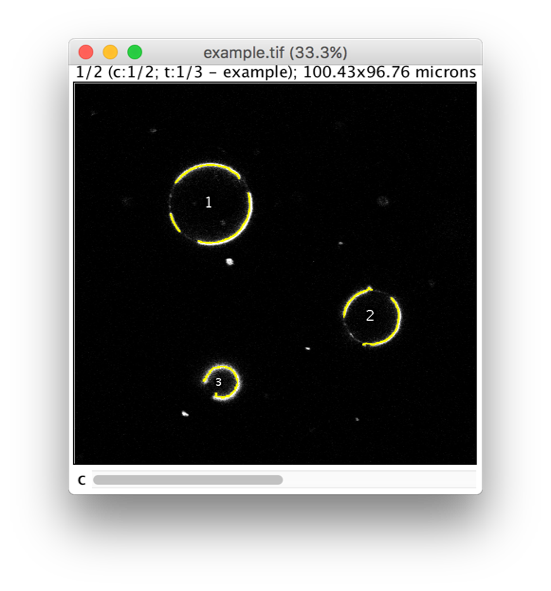 example.tif (33.3%)
1/2 (c:1/2; t:1/3 - example); 100.43x96.76 microns
1
2
3
c